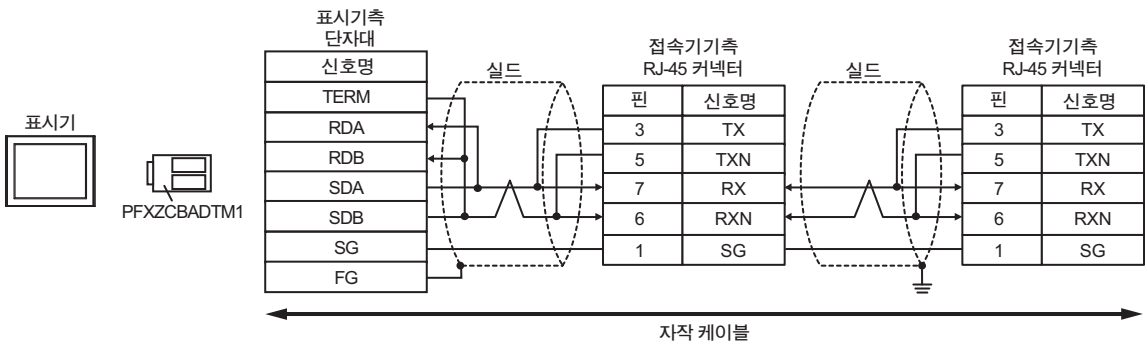 표시기
PFXZCBADTM1
표시기측
단자대
신호명
TERM
RDA
RDB
SDA
SDB
SG
FG
실드
접속기기측
RJ-45 커넥터
핀 신호명
3 TX
5 TXN
7 RX
6 RXN
1 SG
실드
접속기기측
RJ-45 커넥터
핀 신호명
3 TX
5 TXN
7 RX
6 RXN
1 SG
자작 케이블